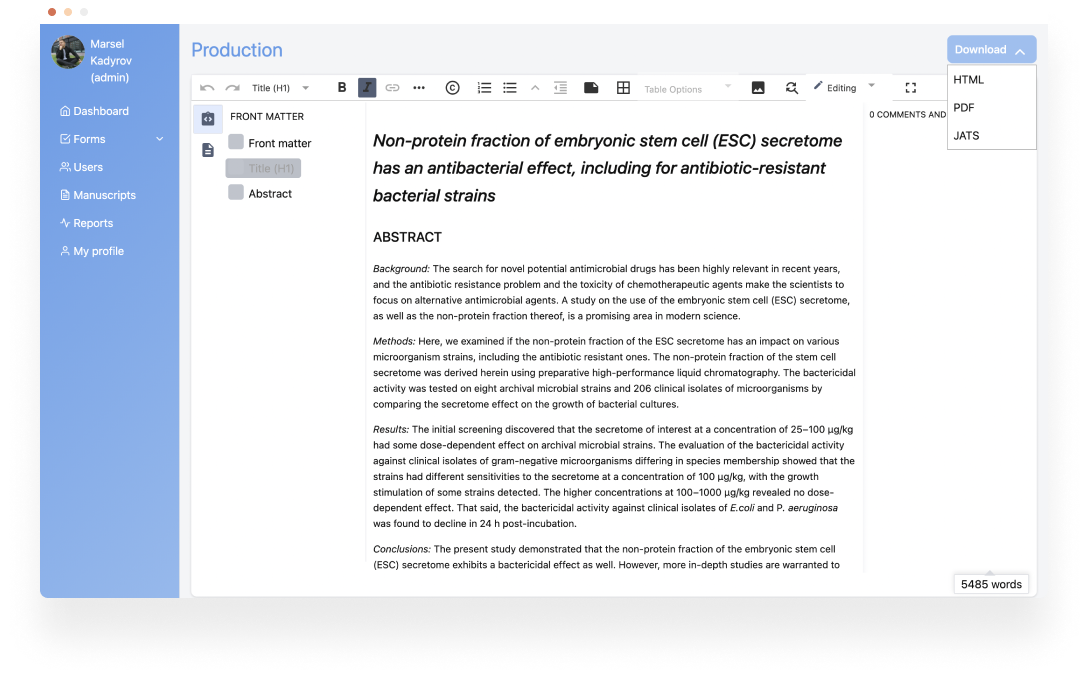 Marsel
Kadyrov
(admin)
Dashboard
Forms
Users
Manuscripts
Reports
My profile
Production
Download
HTML
PDF
JATS
Title (H1)
B
I
Table Options
Editing
FRONT MATTER
Front matter
Title (H1)
Abstract
0 COMMENTS AND
Non-protein fraction of embryonic stem cell (ESC) secretome
has an antibacterial effect, including for antibiotic-resistant
bacterial strains
ABSTRACT
Background: The search for novel potential antimicrobial drugs has been highly relevant in recent years,
and the antibiotic resistance problem and the toxicity of chemotherapeutic agents make the scientists to
focus on alternative antimicrobial agents. A study on the use of the embryonic stem cell (ESC) secretome,
as well as the non-protein fraction thereof, is a promising area in modern science.
Methods: Here, we examined if the non-protein fraction of the ESC secretome has an impact on various
microorganism strains, including the antibiotic resistant ones. The non-protein fraction of the stem cell
secretome was derived herein using preparative high-performance liquid chromatography. The bactericidal
activity was tested on eight archival microbial strains and 206 clinical isolates of microorganisms by
comparing the secretome effect on the growth of bacterial cultures.
Results: The initial screening discovered that the secretome of interest at a concentration of 25–100 μg/kg
had some dose-dependent effect on archival microbial strains. The evaluation of the bactericidal activity
against clinical isolates of gram-negative microorganisms differing in species membership showed that the
strains had different sensitivities to the secretome at a concentration of 100 μg/kg, with the growth
stimulation of some strains detected. The higher concentrations at 100–1000 μg/kg revealed no dose-
dependent effect. That said, the bactericidal activity against clinical isolates of E.coli and P. aeruginosa
was found to decline in 24 h post-incubation.
Conclusions: The present study demonstrated that the non-protein fraction of the embryonic stem cell
(ESC) secretome exhibits a bactericidal effect as well. However, more in-depth studies are warranted to
5485 words